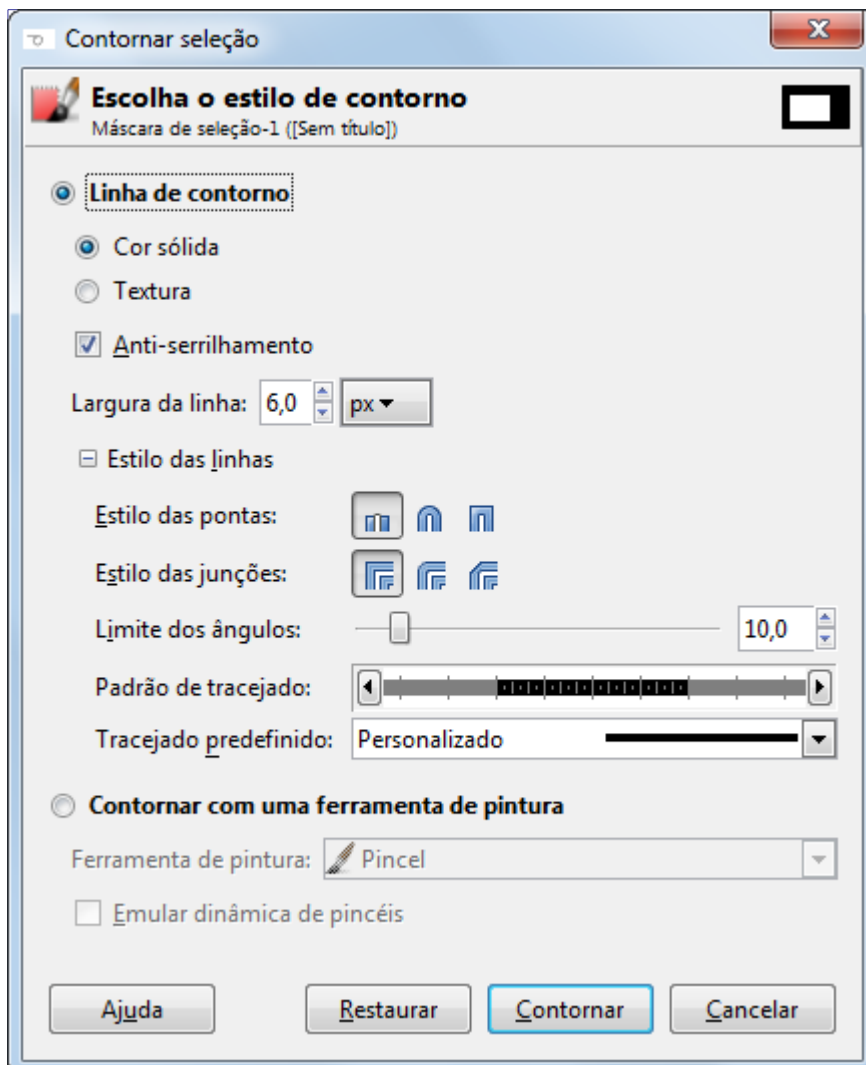 Contornar seleção
Escolha o estilo de contorno
Máscara de seleção-1 ([Sem título])
Linha de contorno
Cor sólida
Textura
Anti-serrilhamento
Largura da linha: 6,0 px
Estilo das linhas
Estilo das pontas:
Estilo das junções:
Limite dos ângulos: 10,0
Padrão de tracejado:
Tracejado predefinido: Personalizado
Contornar com uma ferramenta de pintura
Ferramenta de pintura: Pincel
Emular dinâmica de pincéis
Ajuda Restaurar Contornar Cancelar